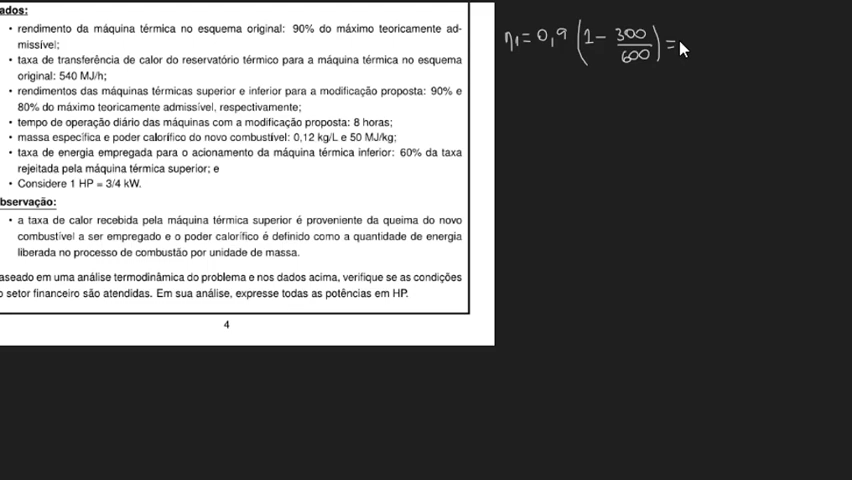 ados:
• rendimento da máquina térmica no esquema original: 90% do máximo teoricamente ad-
missível;
• taxa de transferência de calor do reservatório térmico para a máquina térmica no esquema
original: 540 MJ/h;
• rendimentos das máquinas térmicas superior e inferior para a modificação proposta: 90% e
80% do máximo teoricamente admissível, respectivamente;
• tempo de operação diário das máquinas com a modificação proposta: 8 horas;
• massa específica e poder calorífico do novo combustível: 0,12 kg/L e 50 MJ/kg;
• taxa de energia empregada para o acionamento da máquina térmica inferior: 60% da taxa
rejeitada pela máquina térmica superior; e
• Considere 1 HP = 3/4 kW.
bservação:
• a taxa de calor recebida pela máquina térmica superior é proveniente da queima do novo
combustível a ser empregado e o poder calorífico é definido como a quantidade de energia
liberada no processo de combustão por unidade de massa.
aseado em uma análise termodinâmica do problema e nos dados acima, verifique se as condições
o setor financeiro são atendidas. Em sua análise, expresse todas as potências em HP.
4
η1 = 0,9 (1 - 300/600) =